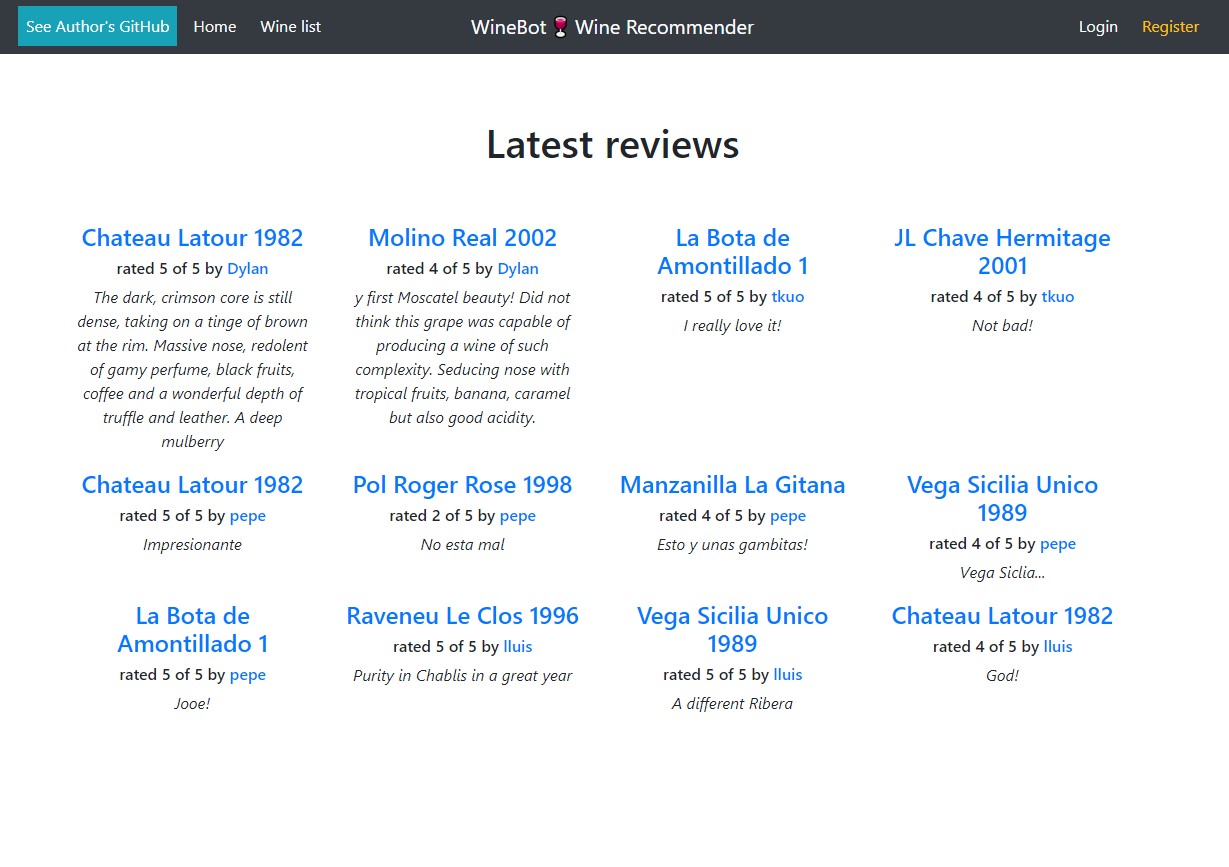 See Author's GitHub Home Wine list WineBot Wine Recommender Login Register
Latest reviews
Chateau Latour 1982
rated 5 of 5 by Dylan
The dark, crimson core is still
dense, taking on a tinge of brown
at the rim. Massive nose, redolent
of gamy perfume, black fruits,
coffee and a wonderful depth of
truffle and leather. A deep
mulberry
Molino Real 2002
rated 4 of 5 by Dylan
y first Moscatel beauty! Did not
think this grape was capable of
producing a wine of such
complexity. Seducing nose with
tropical fruits, banana, caramel
but also good acidity.
La Bota de
Amontillado 1
rated 5 of 5 by tkuo
I really love it!
JL Chave Hermitage
2001
rated 4 of 5 by tkuo
Not bad!
Chateau Latour 1982
rated 5 of 5 by pepe
Impresionante
Pol Roger Rose 1998
rated 2 of 5 by pepe
No esta mal
Manzanilla La Gitana
rated 4 of 5 by pepe
Esto y unas gambitas!
Vega Sicilia Unico
1989
rated 4 of 5 by pepe
Vega Siclia...
La Bota de
Amontillado 1
rated 5 of 5 by pepe
Jooe!
Raveneu Le Clos 1996
rated 5 of 5 by lluis
Purity in Chablis in a great year
Vega Sicilia Unico
1989
rated 5 of 5 by lluis
A different Ribera
Chateau Latour 1982
rated 4 of 5 by lluis
God!